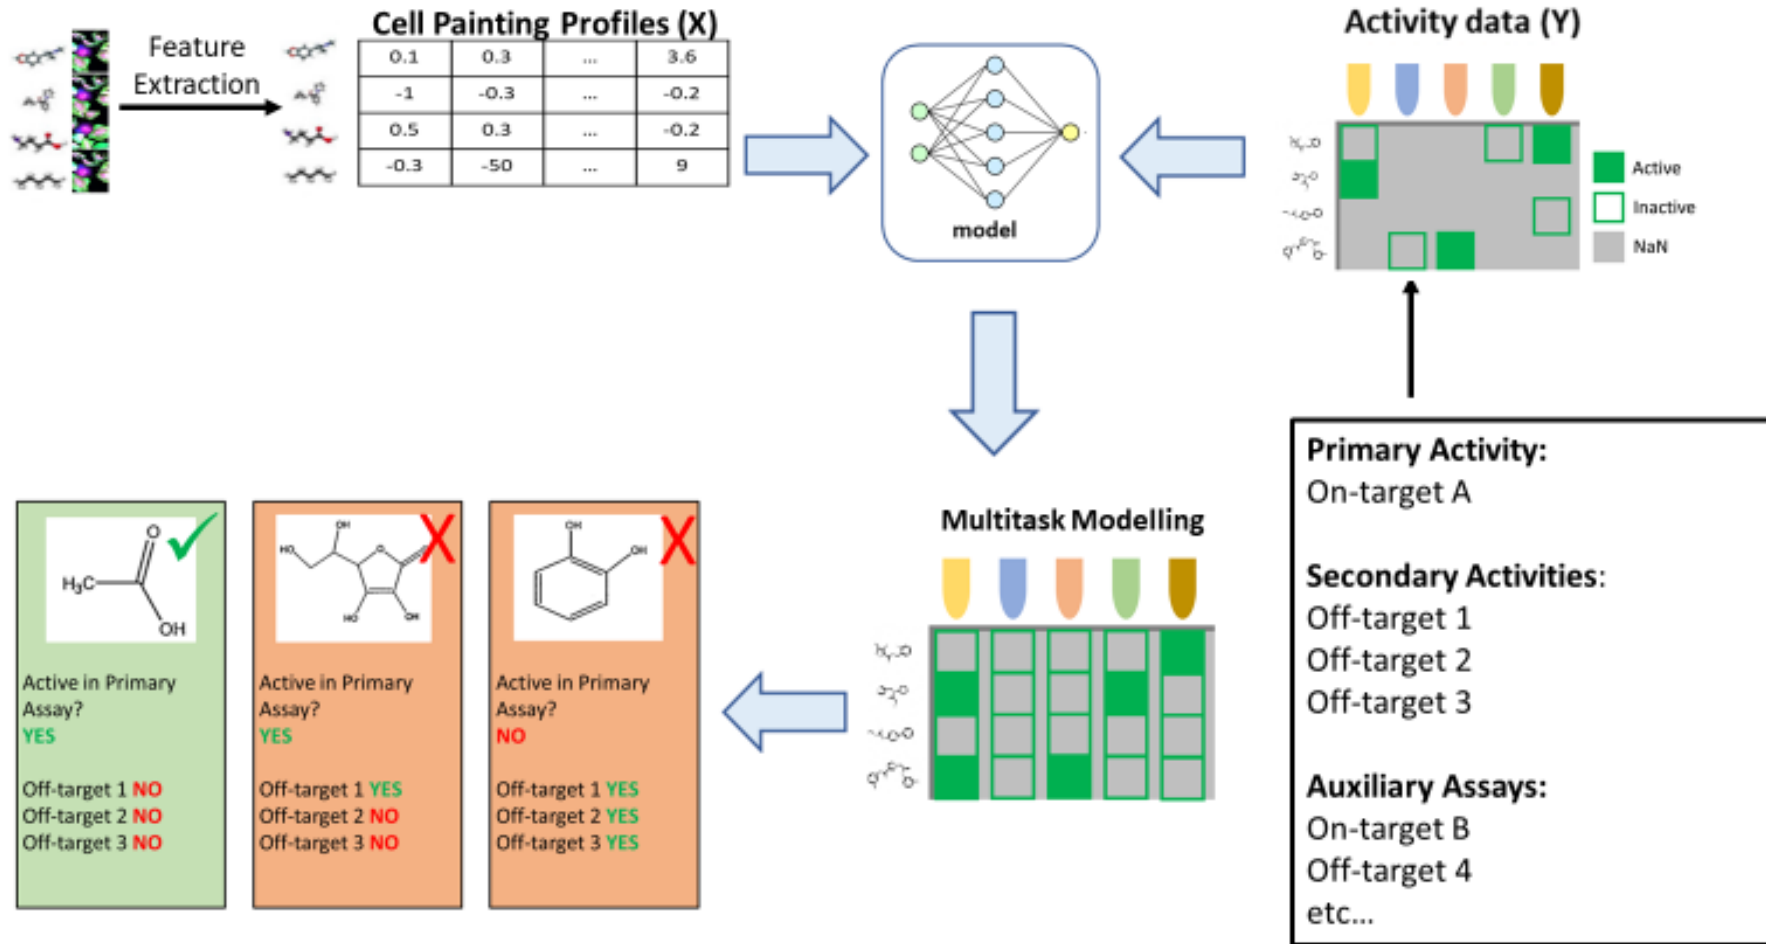 Cell Painting Profiles (X)
Feature
Extraction
0.1 0.3 ... 3.6
-1 -0.3 ... -0.2
0.5 0.3 ... -0.2
-0.3 -50 ... 9
model
Activity data (Y)
Active
Inactive
NaN
Primary Activity:
On-target A
Secondary Activities:
Off-target 1
Off-target 2
Off-target 3
Auxiliary Assays:
On-target B
Off-target 4
etc...
Multitask Modelling
O
H₃C
OH
Active in Primary
Assay?
YES
Off-target 1 NO
Off-target 2 NO
Off-target 3 NO
X
OH
HO
O
HO
OH
Active in Primary
Assay?
YES
Off-target 1 YES
Off-target 2 NO
Off-target 3 NO
X
OH
OH
Active in Primary
Assay?
NO
Off-target 1 YES
Off-target 2 YES
Off-target 3 YES